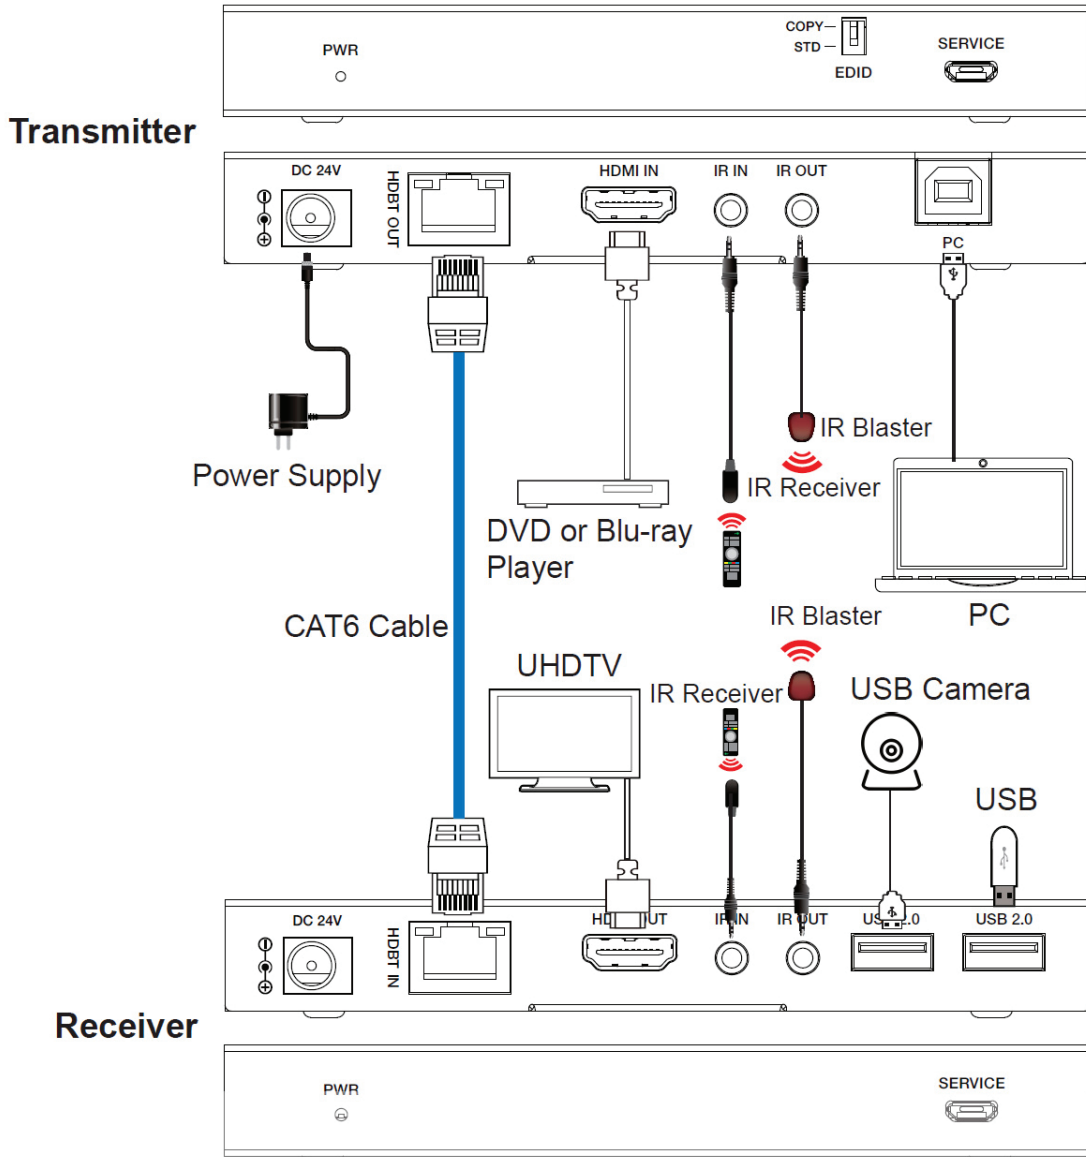 COPY
STD
EDID
PWR
SERVICE
Transmitter
DC 24V
HDBT OUT
HDMI IN
IR IN
IR OUT
PC
IR Blaster
Power Supply
IR Receiver
DVD or Blu-ray
Player
CAT6 Cable
IR Blaster
PC
UHDTV
IR Receiver
USB Camera
USB
DC 24V
HDBT IN
IR OUT
USB 2.0
Receiver
PWR
SERVICE